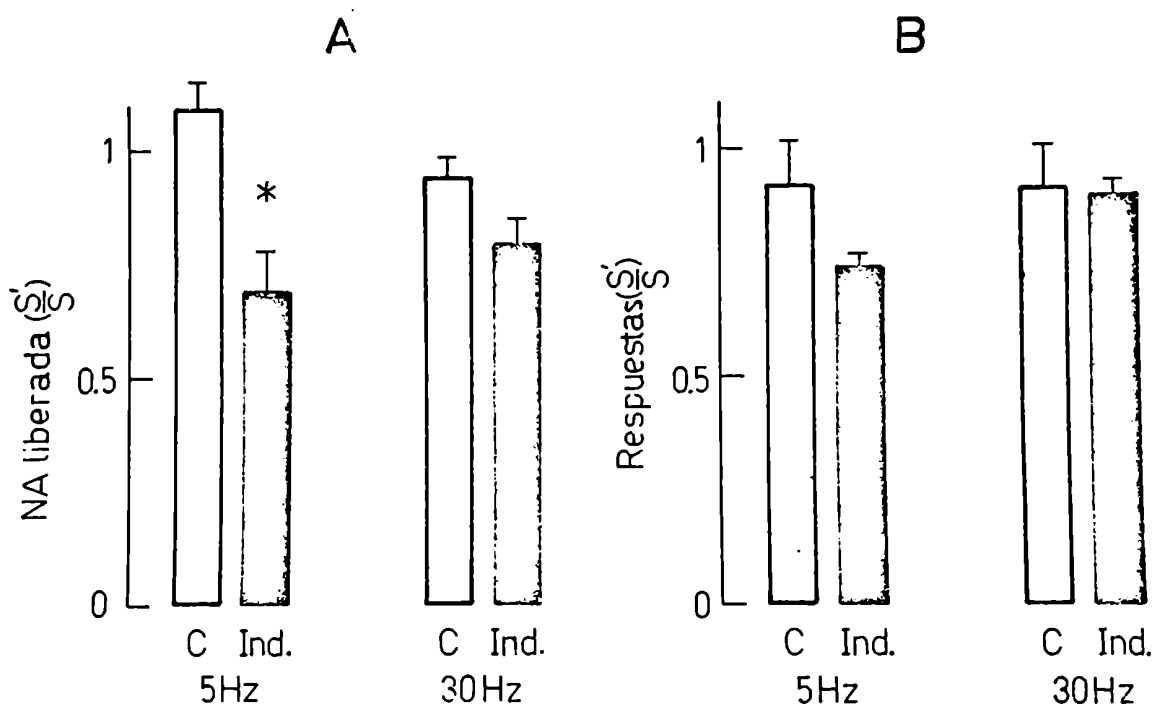 A
NA liberada (S'/S)
1
0.5
0
*
C Ind.
5Hz
C Ind.
30Hz
B
Respuestas (S'/S)
1
0.5
0
C Ind.
5Hz
C Ind.
30Hz